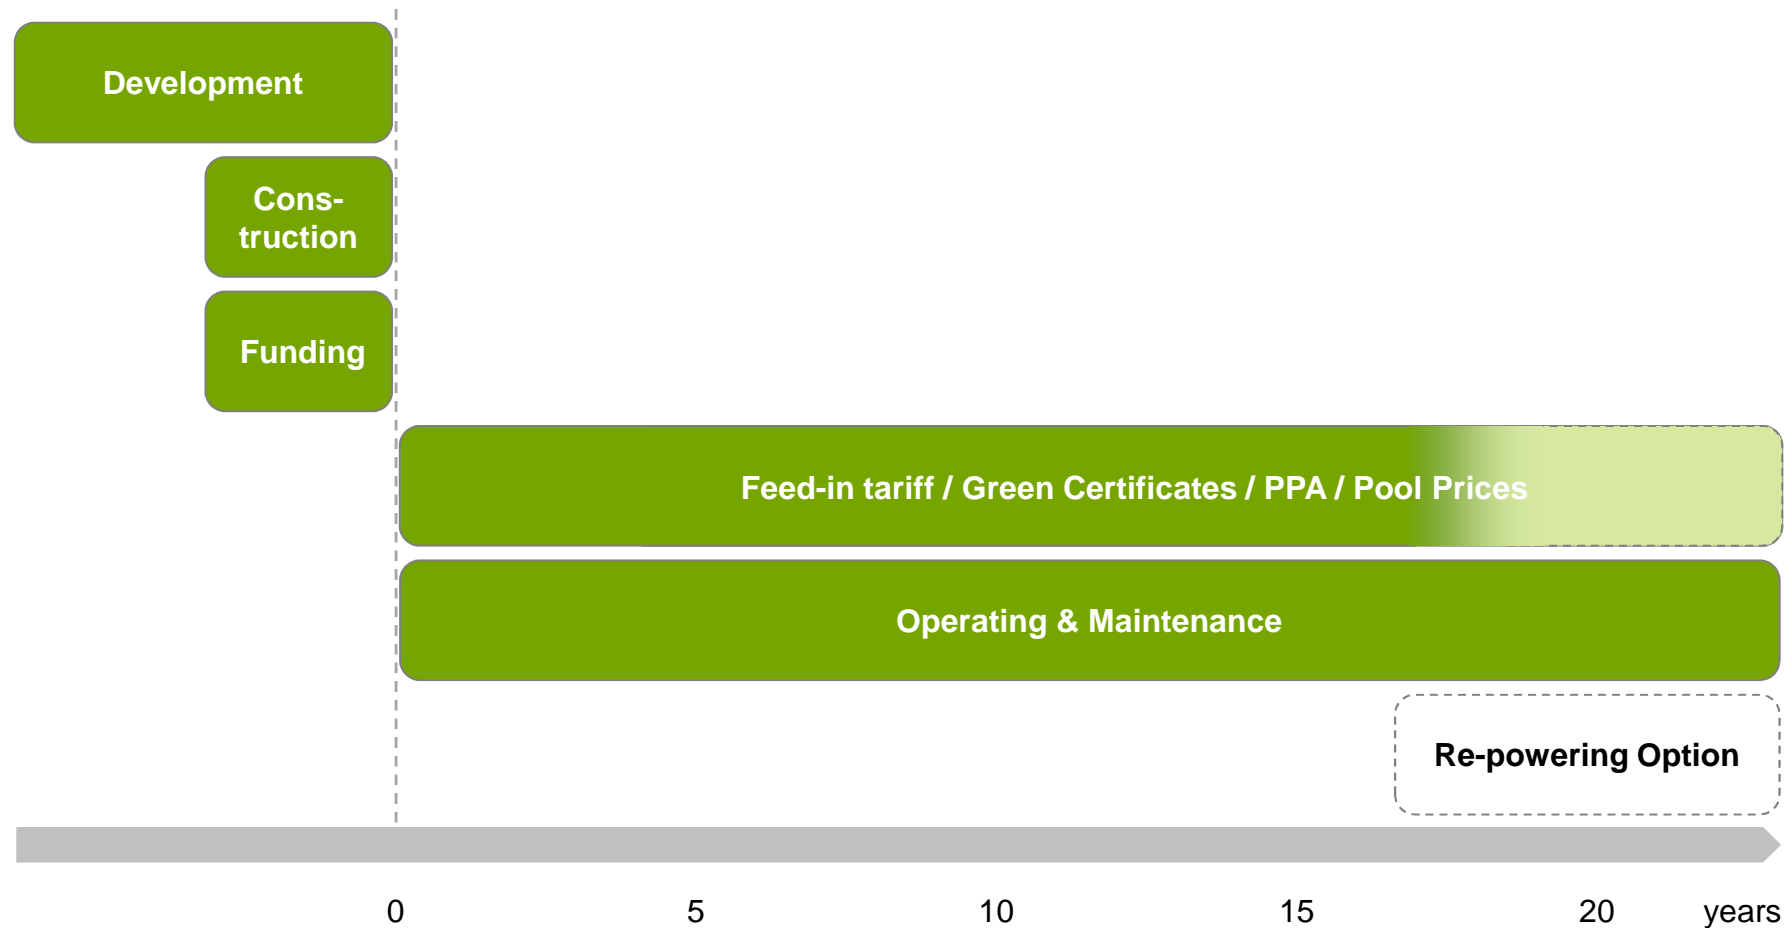 Development
Cons-
truction
Funding
Feed-in tariff / Green Certificates / PPA / Pool Prices
Operating & Maintenance
Re-powering Option
0 5 10 15 20 years